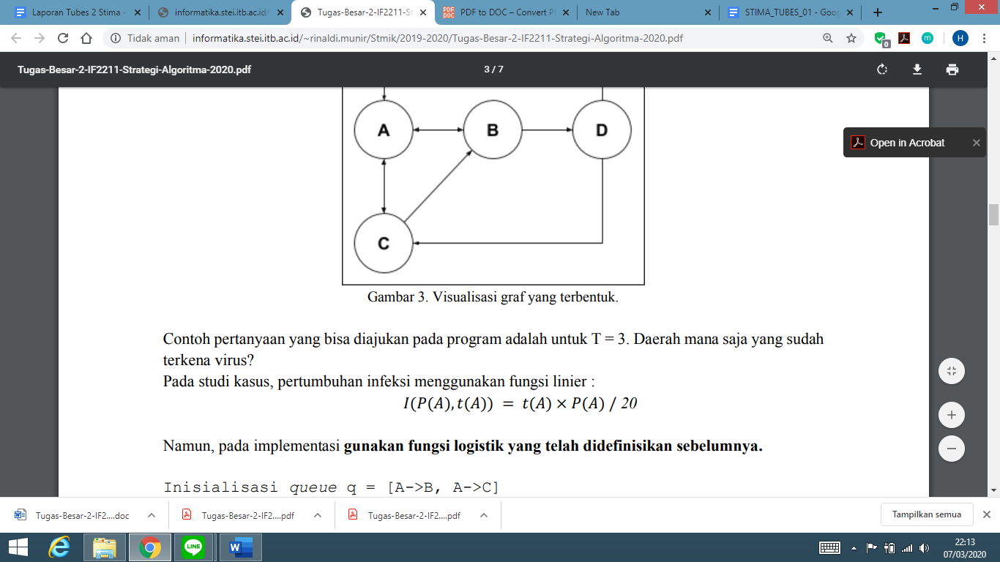 Laporan Tubes 2 Stima -
informatika.stei.itb.ac.id/
Tugas-Besar-2-IF2211-St
PDF to DOC – Convert P
New Tab
STIMA_TUBES_01 - Goog
Tidak aman
informatika.stei.itb.ac.id/~rinaldi.munir/Stmik/2019-2020/Tugas-Besar-2-IF2211-Strategi-Algoritma-2020.pdf
0
m
H
Tugas-Besar-2-IF2211-Strategi-Algoritma-2020.pdf
3 / 7
Open in Acrobat
A
B
D
C
Gambar 3. Visualisasi graf yang terbentuk.
Contoh pertanyaan yang bisa diajukan pada program adalah untuk T = 3. Daerah mana saja yang sudah
terkena virus?
Pada studi kasus, pertumbuhan infeksi menggunakan fungsi linier :
I(P(A), t(A)) = t(A) × P(A) / 20
Namun, pada implementasi gunakan fungsi logistik yang telah didefinisikan sebelumnya.
Inisialisasi queue q = [A->B, A->C]
Tugas-Besar-2-IF2....doc
Tugas-Besar-2-IF2....pdf
Tugas-Besar-2-IF2....pdf
Tampilkan semua
LINE
22:13
07/03/2020